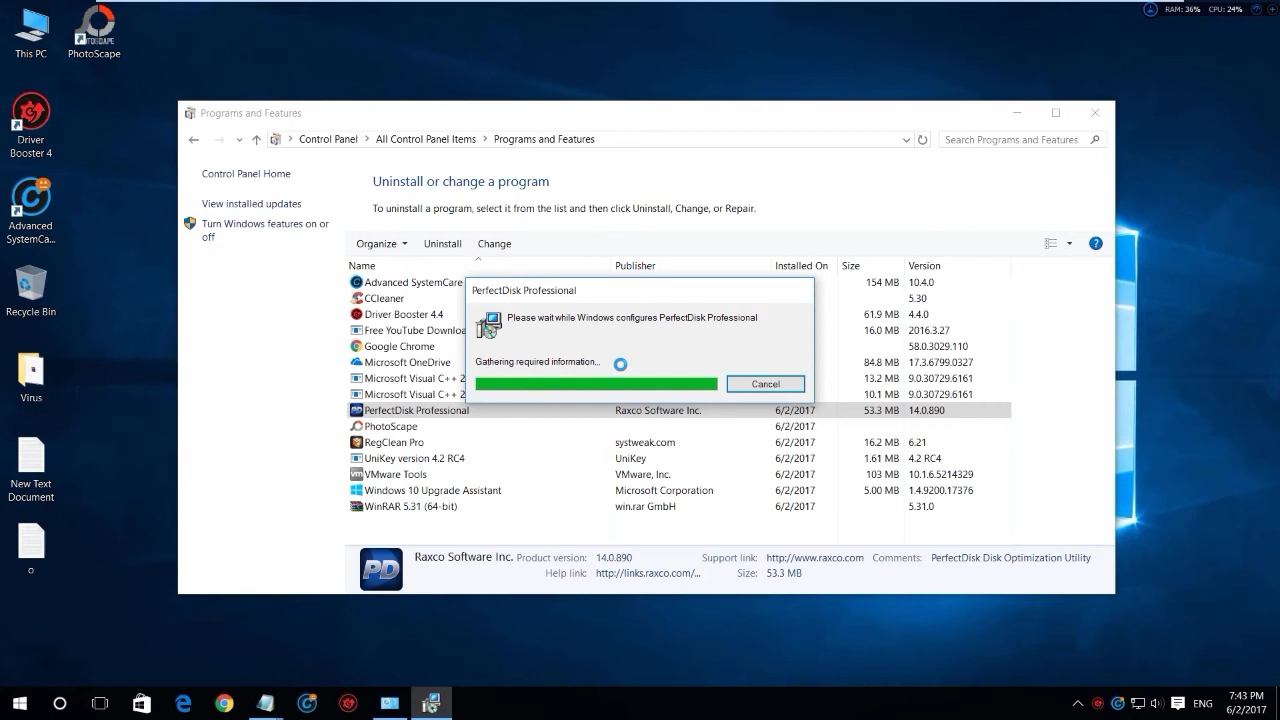 RAM: 36% CPU: 24%
This PC
PhotoScape
Driver
Booster 4
Advanced
SystemCa...
Recycle Bin
Virus
New Text
Document
o
Programs and Features
Control Panel > All Control Panel Items > Programs and Features
Search Programs and Features
Control Panel Home
View installed updates
Turn Windows features on or
off
Uninstall or change a program
To uninstall a program, select it from the list and then click Uninstall, Change, or Repair.
Organize Uninstall Change
Name Publisher Installed On Size Version
Advanced SystemCare 154 MB 10.4.0
CCleaner 5.30
Driver Booster 4.4 61.9 MB 4.4.0
Free YouTube Downloa 16.0 MB 2016.3.27
Google Chrome 58.0.3029.110
Microsoft OneDrive 84.8 MB 17.3.6799.0327
Microsoft Visual C++ 2 13.2 MB 9.0.30729.6161
Microsoft Visual C++ 2 10.1 MB 9.0.30729.6161
PerfectDisk Professional Raxco Software Inc. 6/2/2017 53.3 MB 14.0.890
PhotoScape 6/2/2017
RegClean Pro systweak.com 6/2/2017 16.2 MB 6.21
UniKey version 4.2 RC4 UniKey 6/2/2017 1.61 MB 4.2 RC4
VMware Tools VMware, Inc. 6/2/2017 103 MB 10.1.6.5214329
Windows 10 Upgrade Assistant Microsoft Corporation 6/2/2017 5.00 MB 1.4.9200.17376
WinRAR 5.31 (64-bit) win.rar GmbH 6/2/2017 5.31.0
PerfectDisk Professional
Please wait while Windows configures PerfectDisk Professional
Gathering required information...
Cancel
PD
Raxco Software Inc. Product version: 14.0.890 Support link: http://www.raxco.com Comments: PerfectDisk Disk Optimization Utility
Help link: http://links.raxco.com/... Size: 53.3 MB
ENG
7:43 PM
6/2/2017